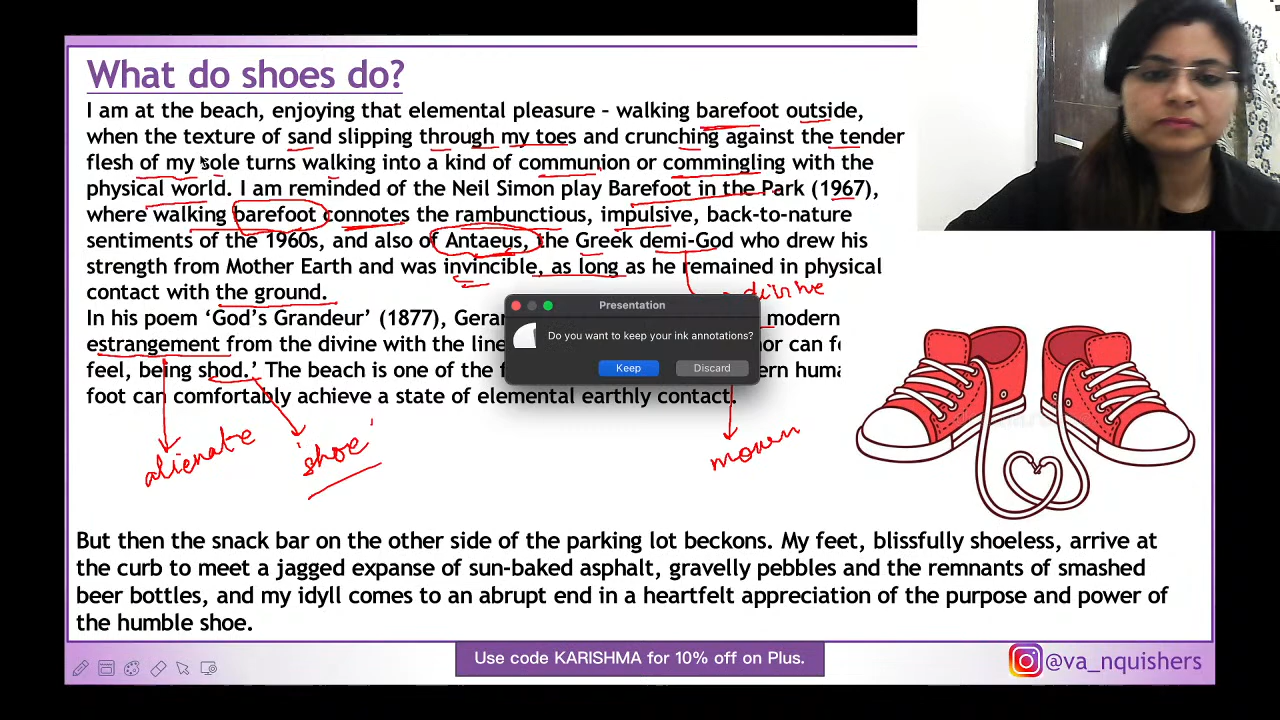 What do shoes do?
I am at the beach, enjoying that elemental pleasure – walking barefoot outside,
when the texture of sand slipping through my toes and crunching against the tender
flesh of my sole turns walking into a kind of communion or commingling with the
physical world. I am reminded of the Neil Simon play Barefoot in the Park (1967),
where walking barefoot connotes the rambunctious, impulsive, back-to-nature
sentiments of the 1960s, and also of Antaeus, the Greek demi-God who drew his
strength from Mother Earth and was invincible, as long as he remained in physical
contact with the ground.
divine
In his poem ‘God’s Grandeur’ (1877), Gerar modern
estrangement from the divine with the line can
feel, being shod.’ The beach is one of the
foot can comfortably achieve a state of elemental earthly contact.
Presentation
Do you want to keep your ink annotations?
Keep Discard
alienate 'shoe' mourn
But then the snack bar on the other side of the parking lot beckons. My feet, blissfully shoeless, arrive at
the curb to meet a jagged expanse of sun-baked asphalt, gravelly pebbles and the remnants of smashed
beer bottles, and my idyll comes to an abrupt end in a heartfelt appreciation of the purpose and power of
the humble shoe.
Use code KARISHMA for 10% off on Plus.
@va_nquishers